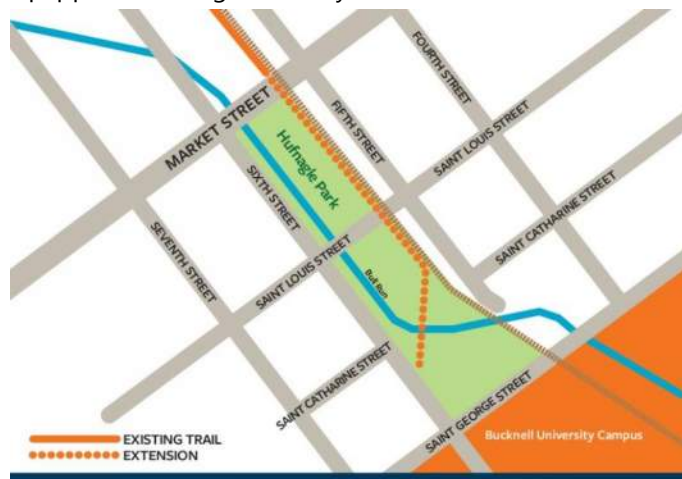 FOURTH STREET
FIFTH STREET
MARKET STREET
Hufnagle Park
SAINT LOUIS STREET
SIXTH STREET
SAINT CATHARINE STREET
SEVENTH STREET
SAINT LOUIS STREET
Bull Run
SAINT CATHARINE STREET
SAINT GEORGE STREET
Bucknell University Campus
EXISTING TRAIL
EXTENSION